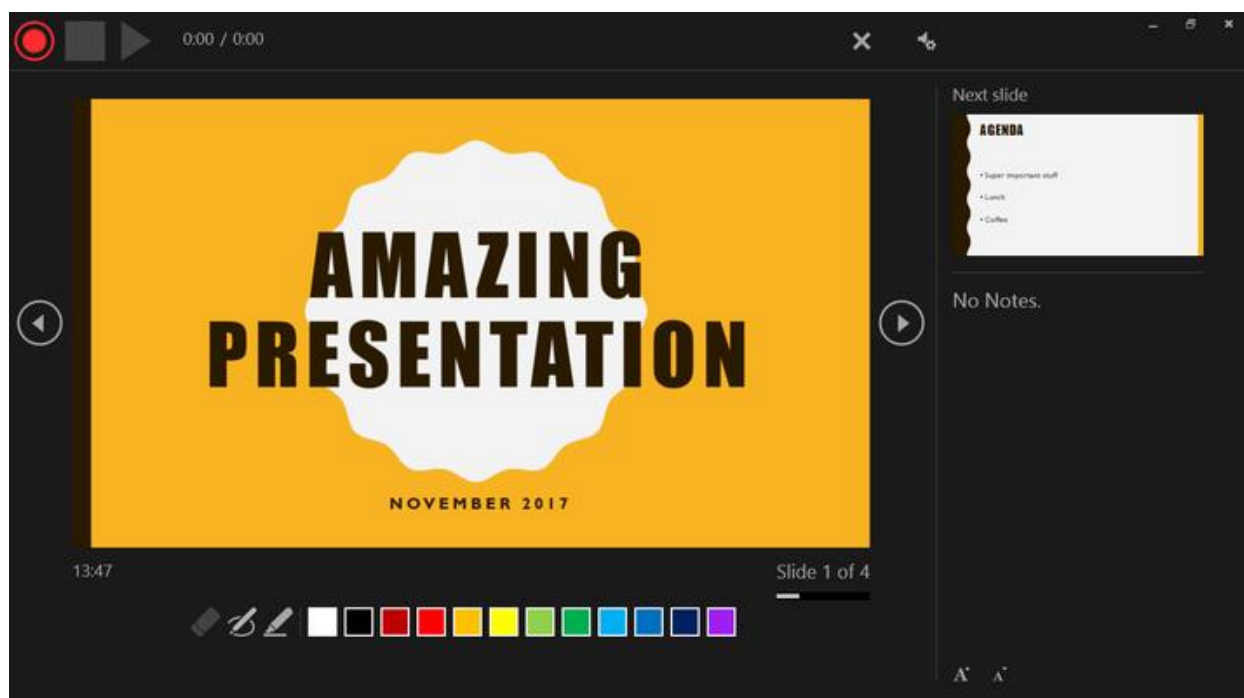 0:00 / 0:00
Next slide
AGENDA
• Super important stuff
• Lunch
• Coffee
AMAZING
PRESENTATION
NOVEMBER 2017
No Notes.
13:47
Slide 1 of 4
A A